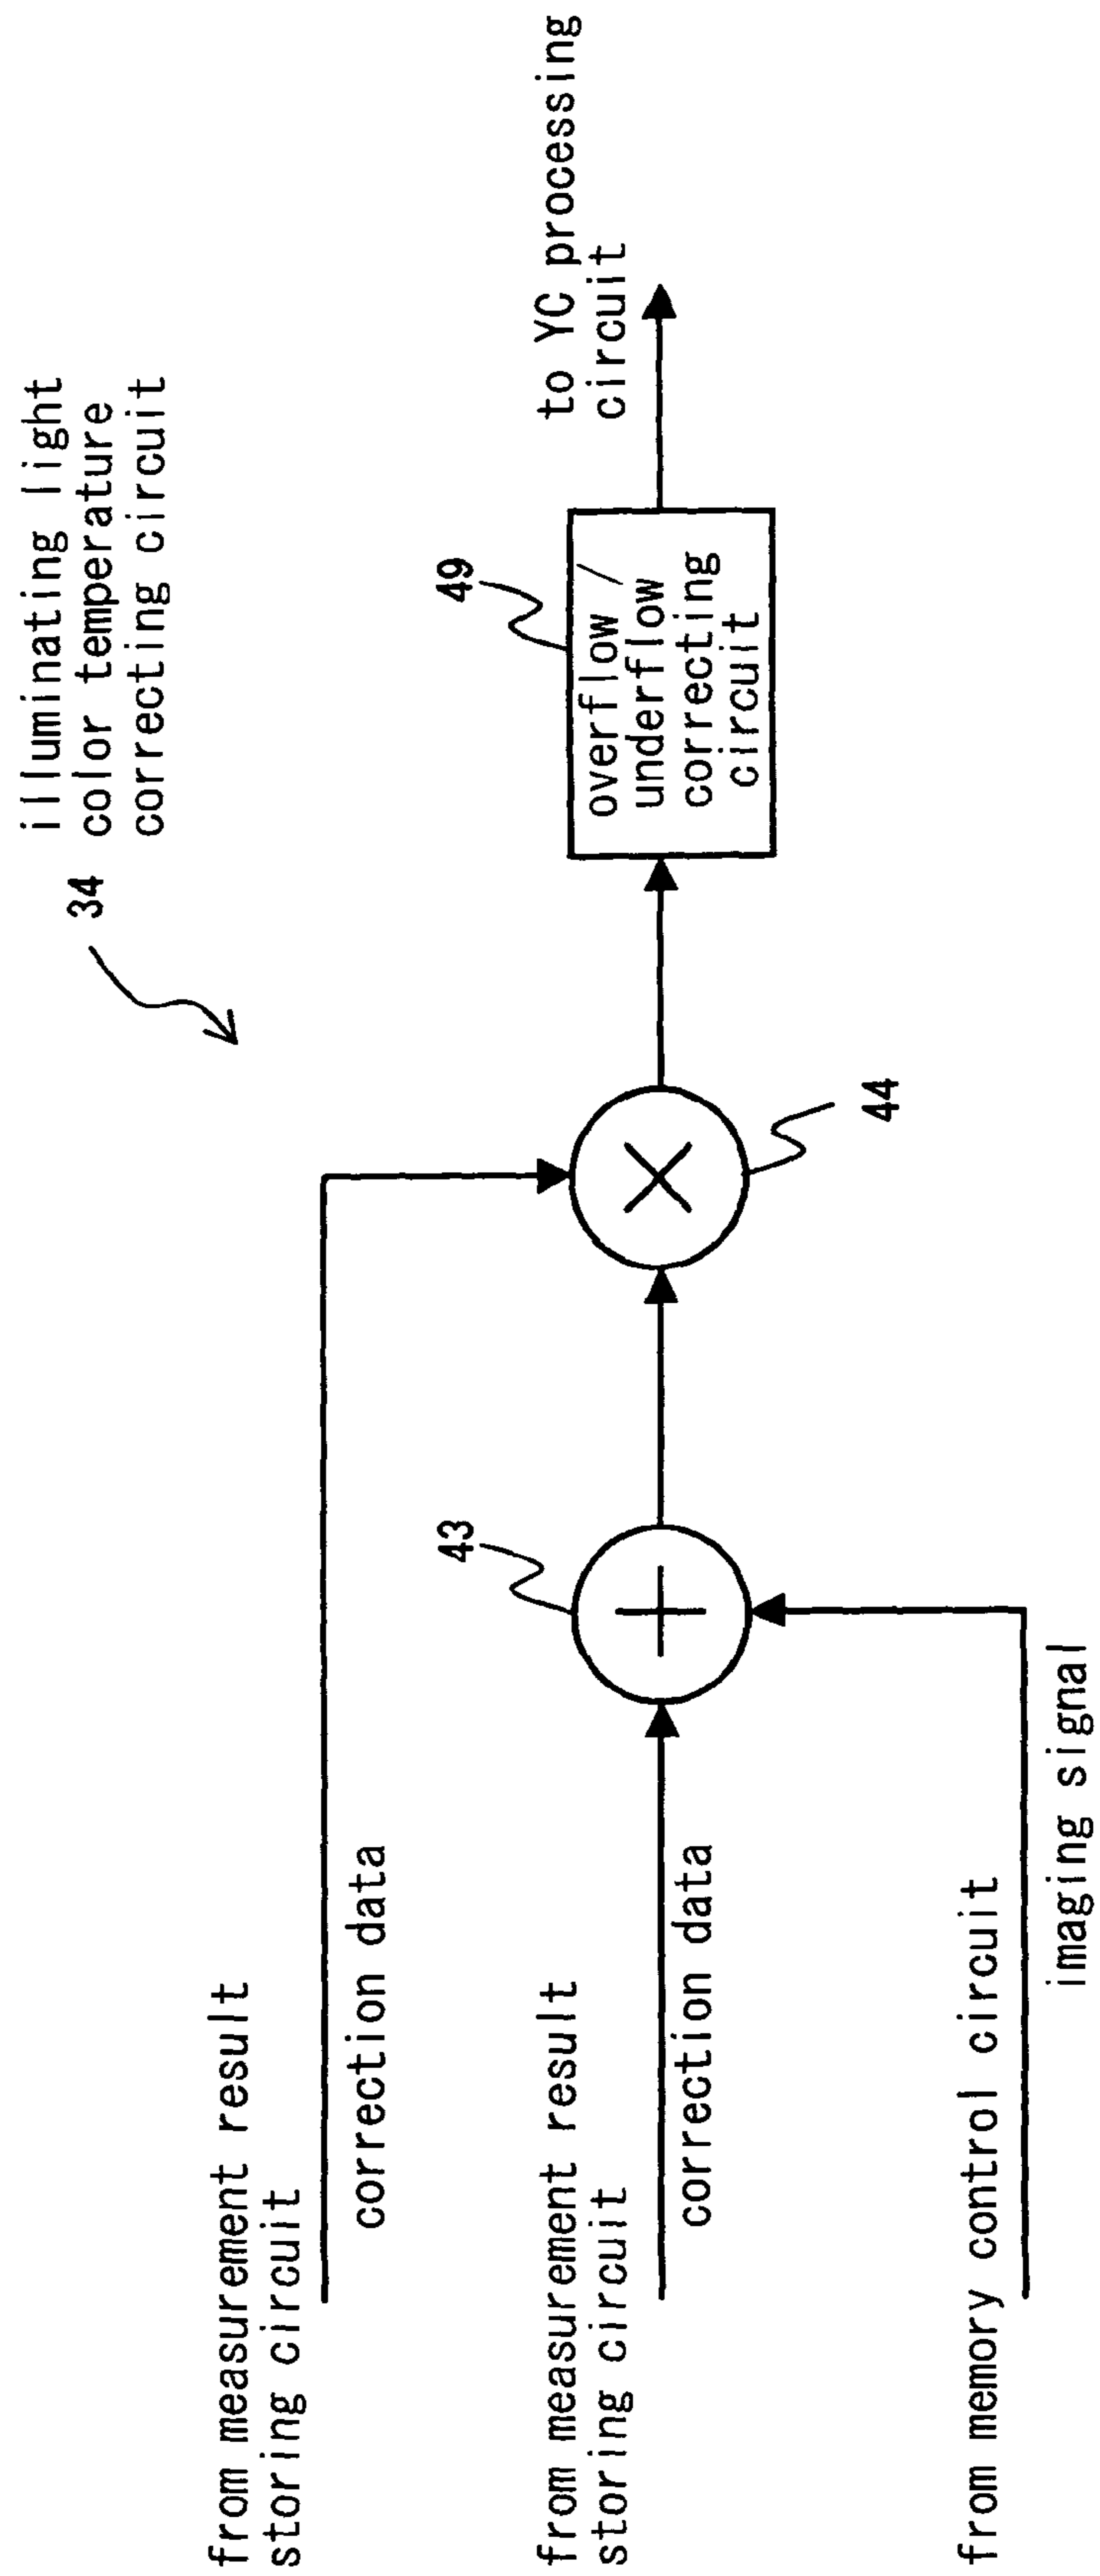 34 illuminating light
color temperature
correcting circuit
from measurement result
storing circuit
correction data
from measurement result
storing circuit
correction data
from memory control circuit
imaging signal
43
44
49
overflow /
underflow
correcting
circuit
to YC processing
circuit